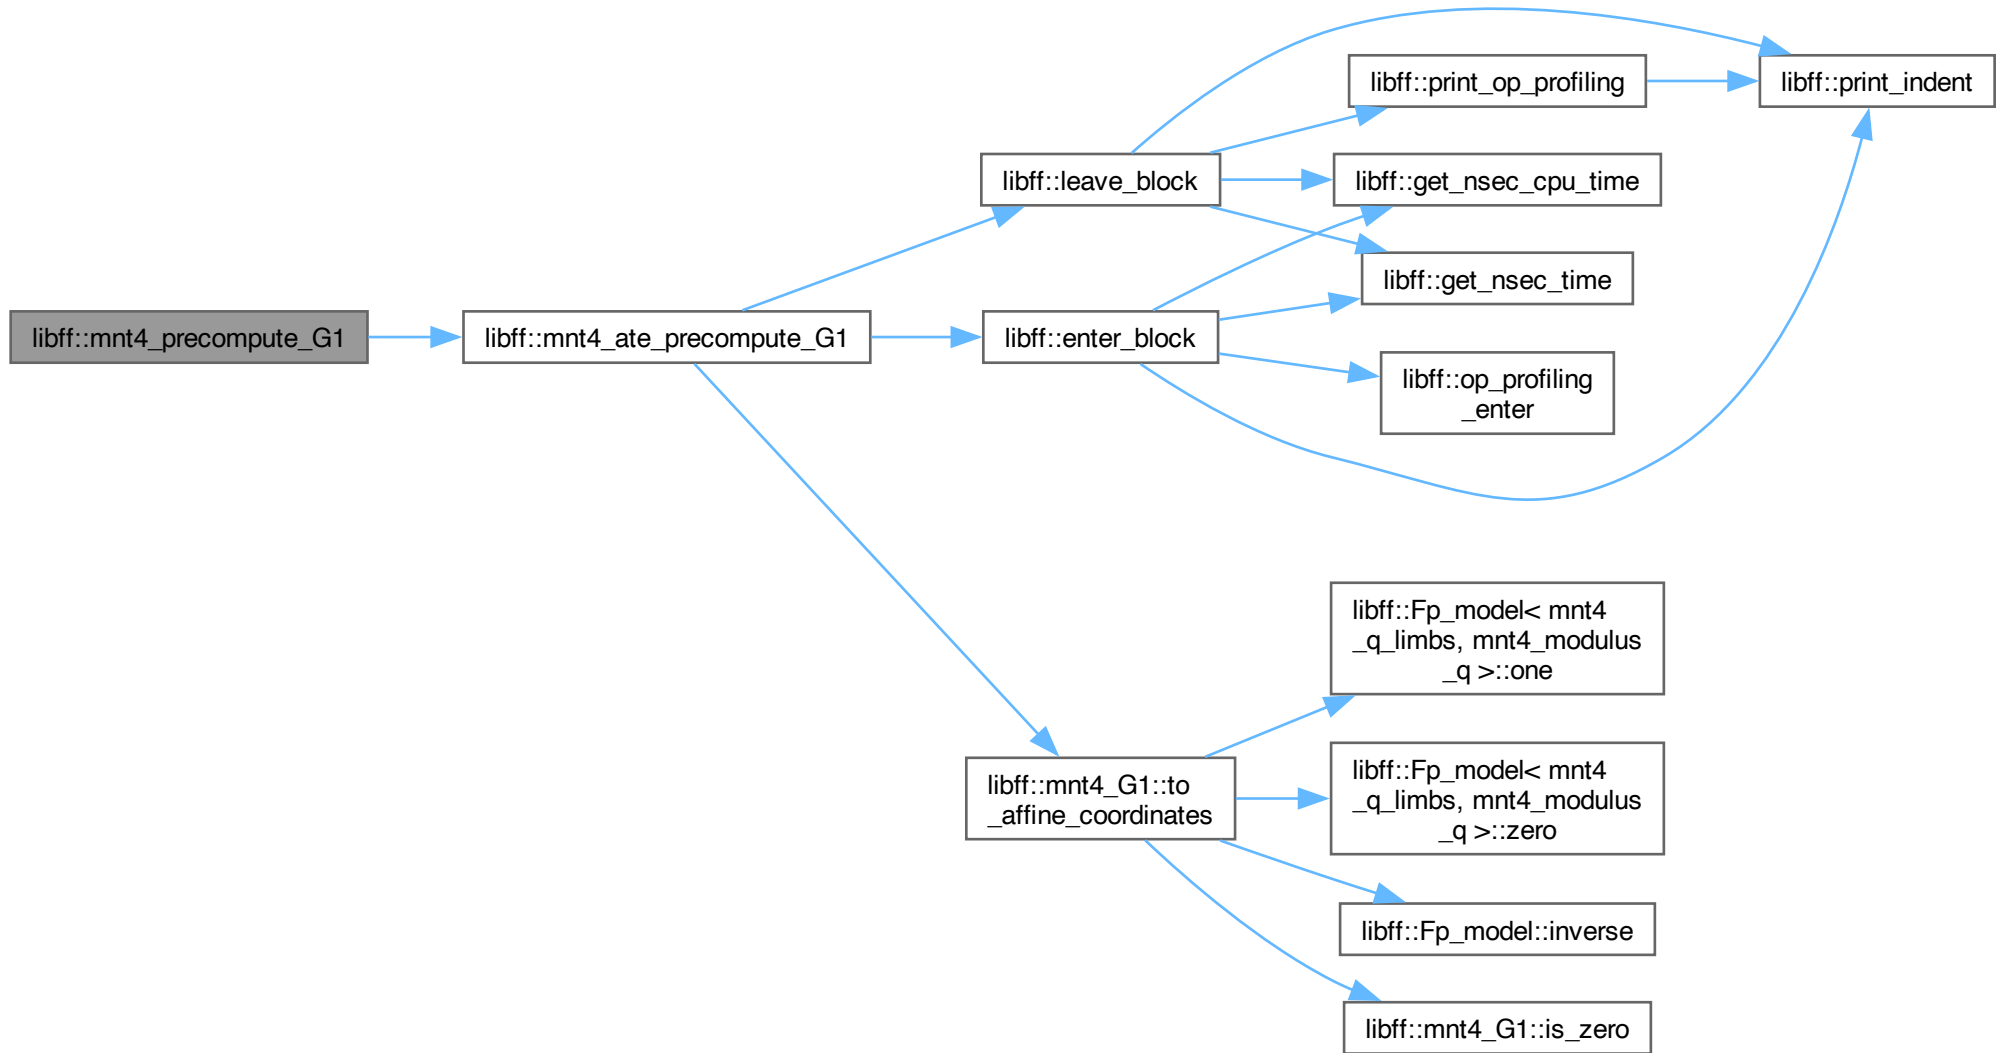 libff::mnt4_precompute_G1
libff::mnt4_ate_precompute_G1
libff::leave_block
libff::enter_block
libff::mnt4_G1::to
_affine_coordinates
libff::print_op_profiling
libff::get_nsec_cpu_time
libff::get_nsec_time
libff::op_profiling
_enter
libff::print_indent
libff::Fp_model< mnt4
_q_limbs, mnt4_modulus
_q >::one
libff::Fp_model< mnt4
_q_limbs, mnt4_modulus
_q >::zero
libff::Fp_model::inverse
libff::mnt4_G1::is_zero